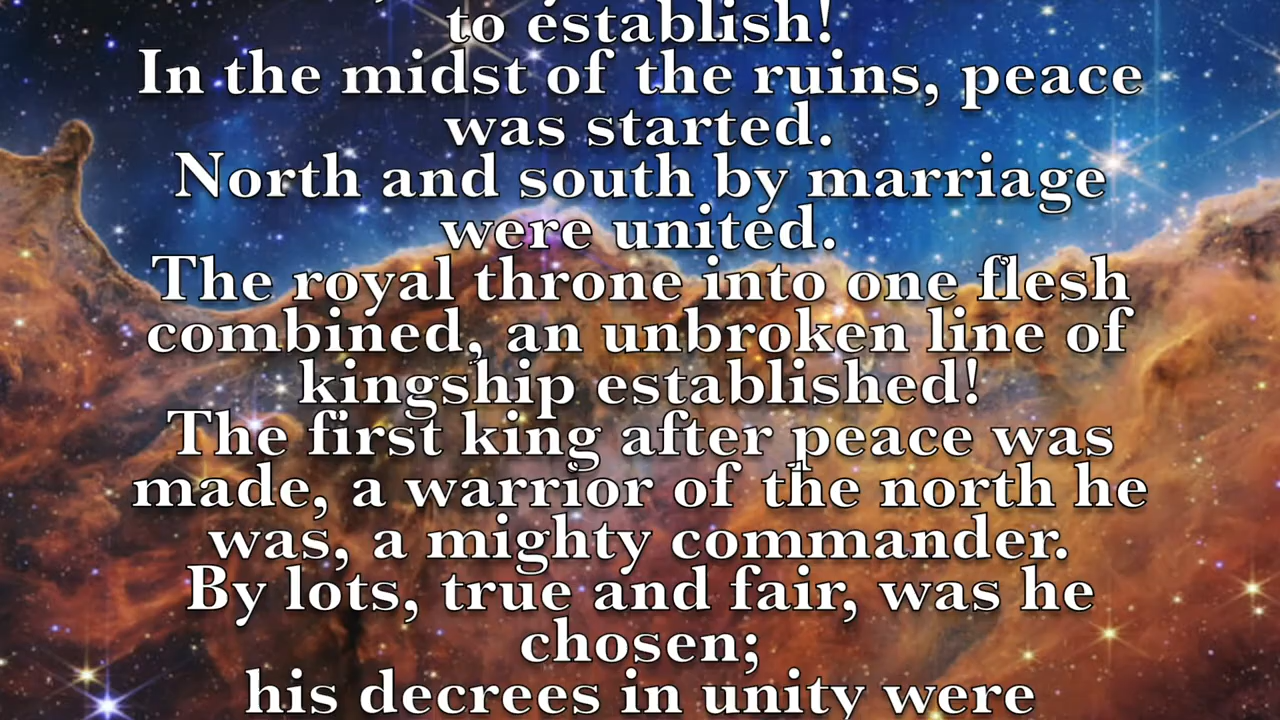 to establish!
In the midst of the ruins, peace
was started.
North and south by marriage
were united.
The royal throne into one flesh
combined, an unbroken line of
kingship established!
The first king after peace was
made, a warrior of the north he
was, a mighty commander.
By lots, true and fair, was he
chosen;
his decrees in unity were